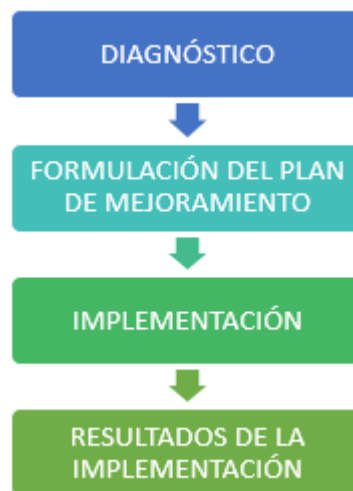 DIAGNÓSTICO
FORMULACIÓN DEL PLAN
DE MEJORAMIENTO
IMPLEMENTACIÓN
RESULTADOS DE LA
IMPLEMENTACIÓN